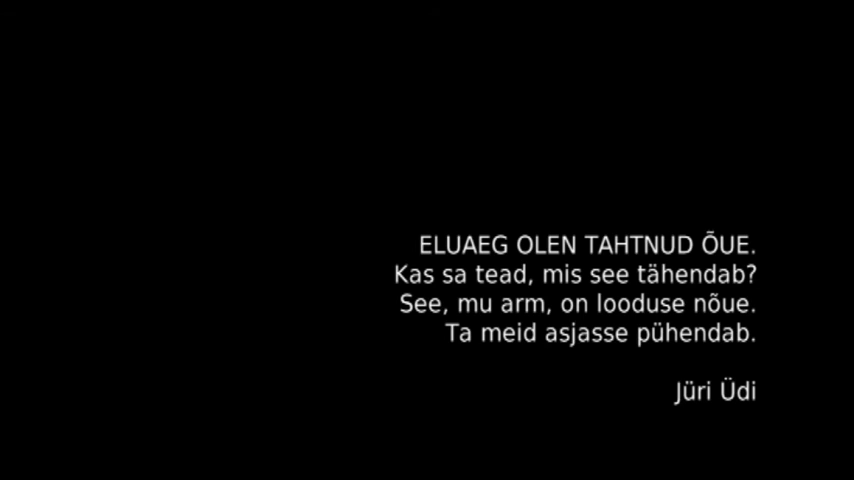 ELUAEG OLEN TAHTNUD ÕUE.
Kas sa tead, mis see tähendab?
See, mu arm, on looduse nõue.
Ta meid asjasse pühendab.
Jüri Üdi